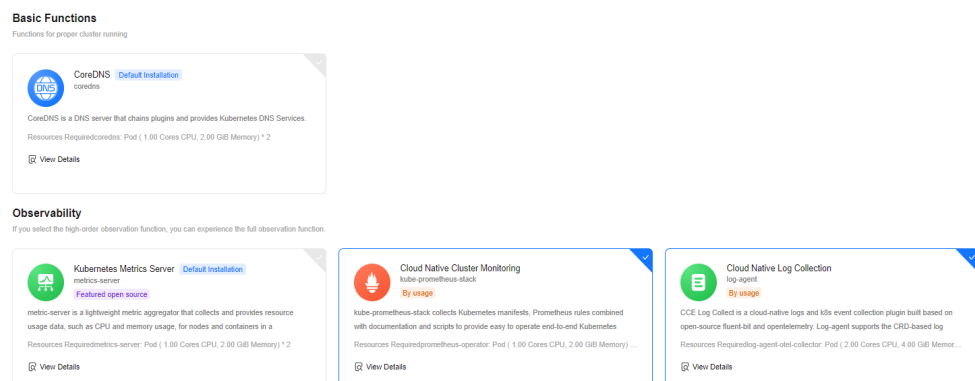 Basic Functions
Functions for proper cluster running
CoreDNS Default Installation
coredns
DNS
CoreDNS is a DNS server that chains plugins and provides Kubernetes DNS Services.
Resources Requiredcoredns: Pod ( 1.00 Cores CPU, 2.00 GiB Memory) * 2
View Details
Observability
If you select the high-order observation function, you can experience the full observation function.
Kubernetes Metrics Server Default Installation
metrics-server
Featured open source
metric-server is a lightweight metric aggregator that collects and provides resource
usage data, such as CPU and memory usage, for nodes and containers in a
Resources Requiredmetrics-server: Pod ( 1.00 Cores CPU, 2.00 GiB Memory) * 2
View Details
Cloud Native Cluster Monitoring
kube-prometheus-stack
By usage
kube-prometheus-stack collects Kubernetes manifests, Prometheus rules combined
with documentation and scripts to provide easy to operate end-to-end Kubernetes
Resources Requiredprometheus-operator: Pod ( 1.00 Cores CPU, 2.00 GiB Memory) ...
View Details
Cloud Native Log Collection
log-agent
By usage
CCE Log Collect is a cloud-native logs and k8s event collection plugin built based on
open-source fluent-bit and opentelemetry. Log-agent supports the CRD-based log
Resources Requiredlog-agent-otel-collector: Pod ( 2.00 Cores CPU, 4.00 GiB Memor...
View Details